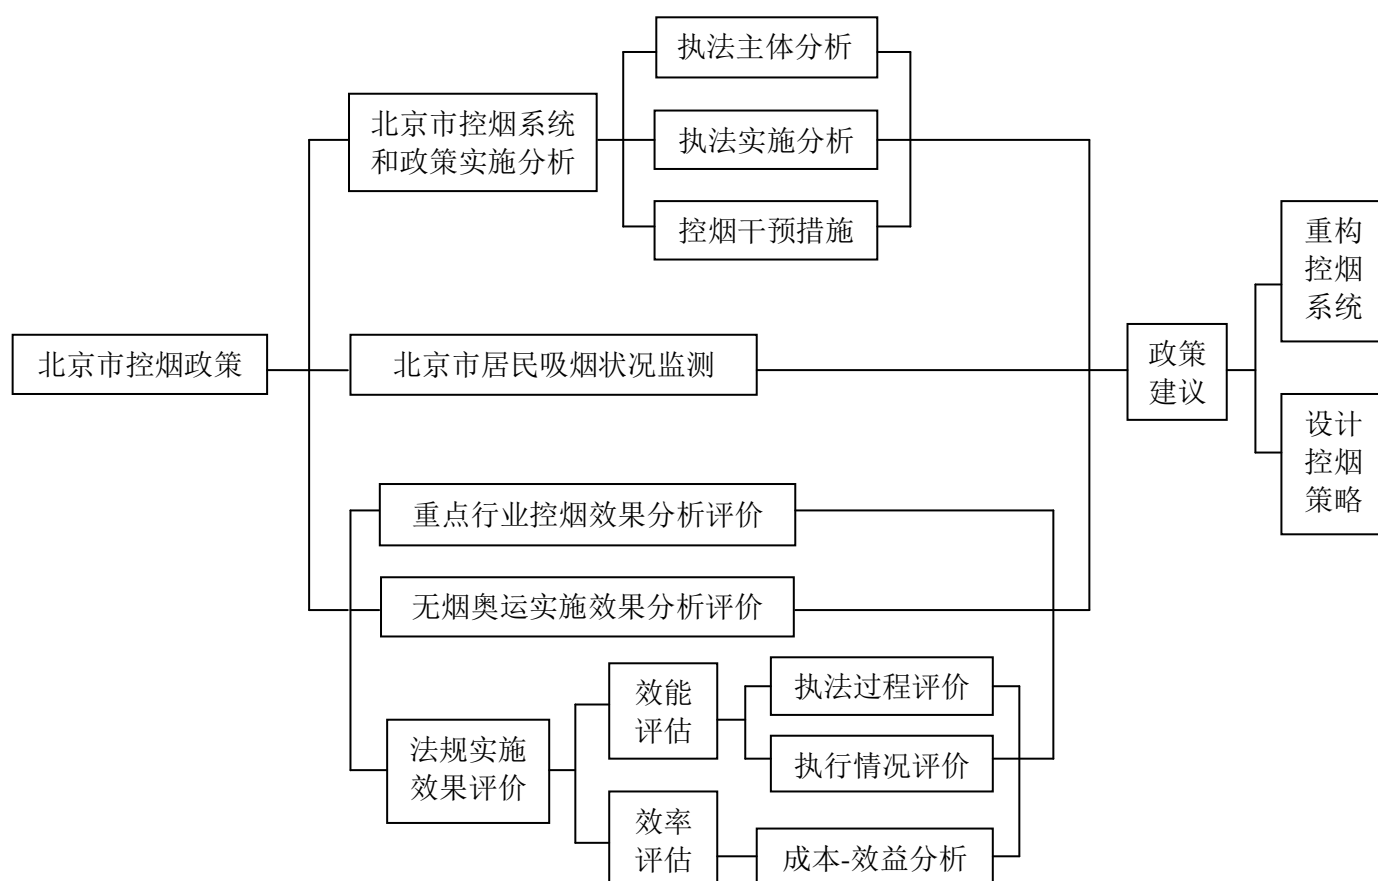 执法主体分析
北京市控烟系统
和政策实施分析
执法实施分析
控烟干预措施
北京市控烟政策
北京市居民吸烟状况监测
重点行业控烟效果分析评价
无烟奥运实施效果分析评价
法规实施
效果评价
效能
评估
执法过程评价
执行情况评价
效率
评估
成本-效益分析
政策
建议
重构
控烟
系统
设计
控烟
策略